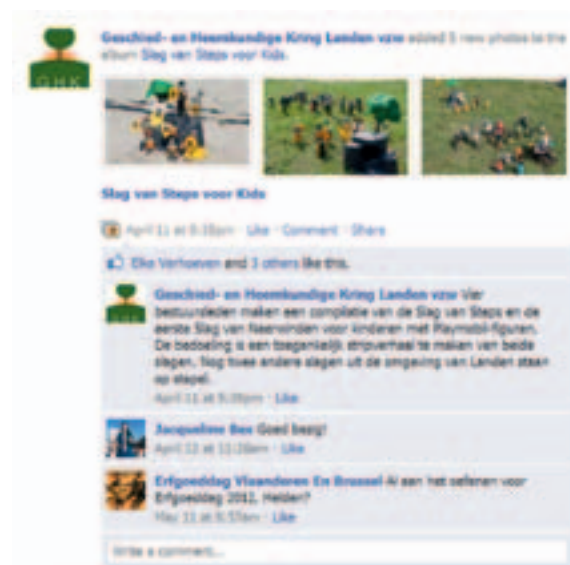 Geschied- en Heemkundige Kring Landen vzw added 5 new photos to the
album Slag van Steps voor Kids.
GHK
Slag van Steps voor Kids
April 11 at 9:38pm · Like · Comment · Share
Elke Verhoeven and 3 others like this.
Geschied- en Heemkundige Kring Landen vzw Vier
bestuursleden maken een compilatie van de Slag van Steps en de
eerste Slag van Neerwinden voor kinderen met Playmobil-figuren.
De bedoeling is een toegankelijk stripverhaal te maken van beide
slagen. Nog twee andere slagen uit de omgeving van Landen staan
op stapel.
April 11 at 9:39pm · Like
Jacqueline Bex Goed bezig!
April 12 at 11:28am · Like
Erfgoeddag Vlaanderen En Brussel Al aan het oefenen voor
Erfgoeddag 2012, Helden?
May 11 at 9:57am · Like
Write a comment...